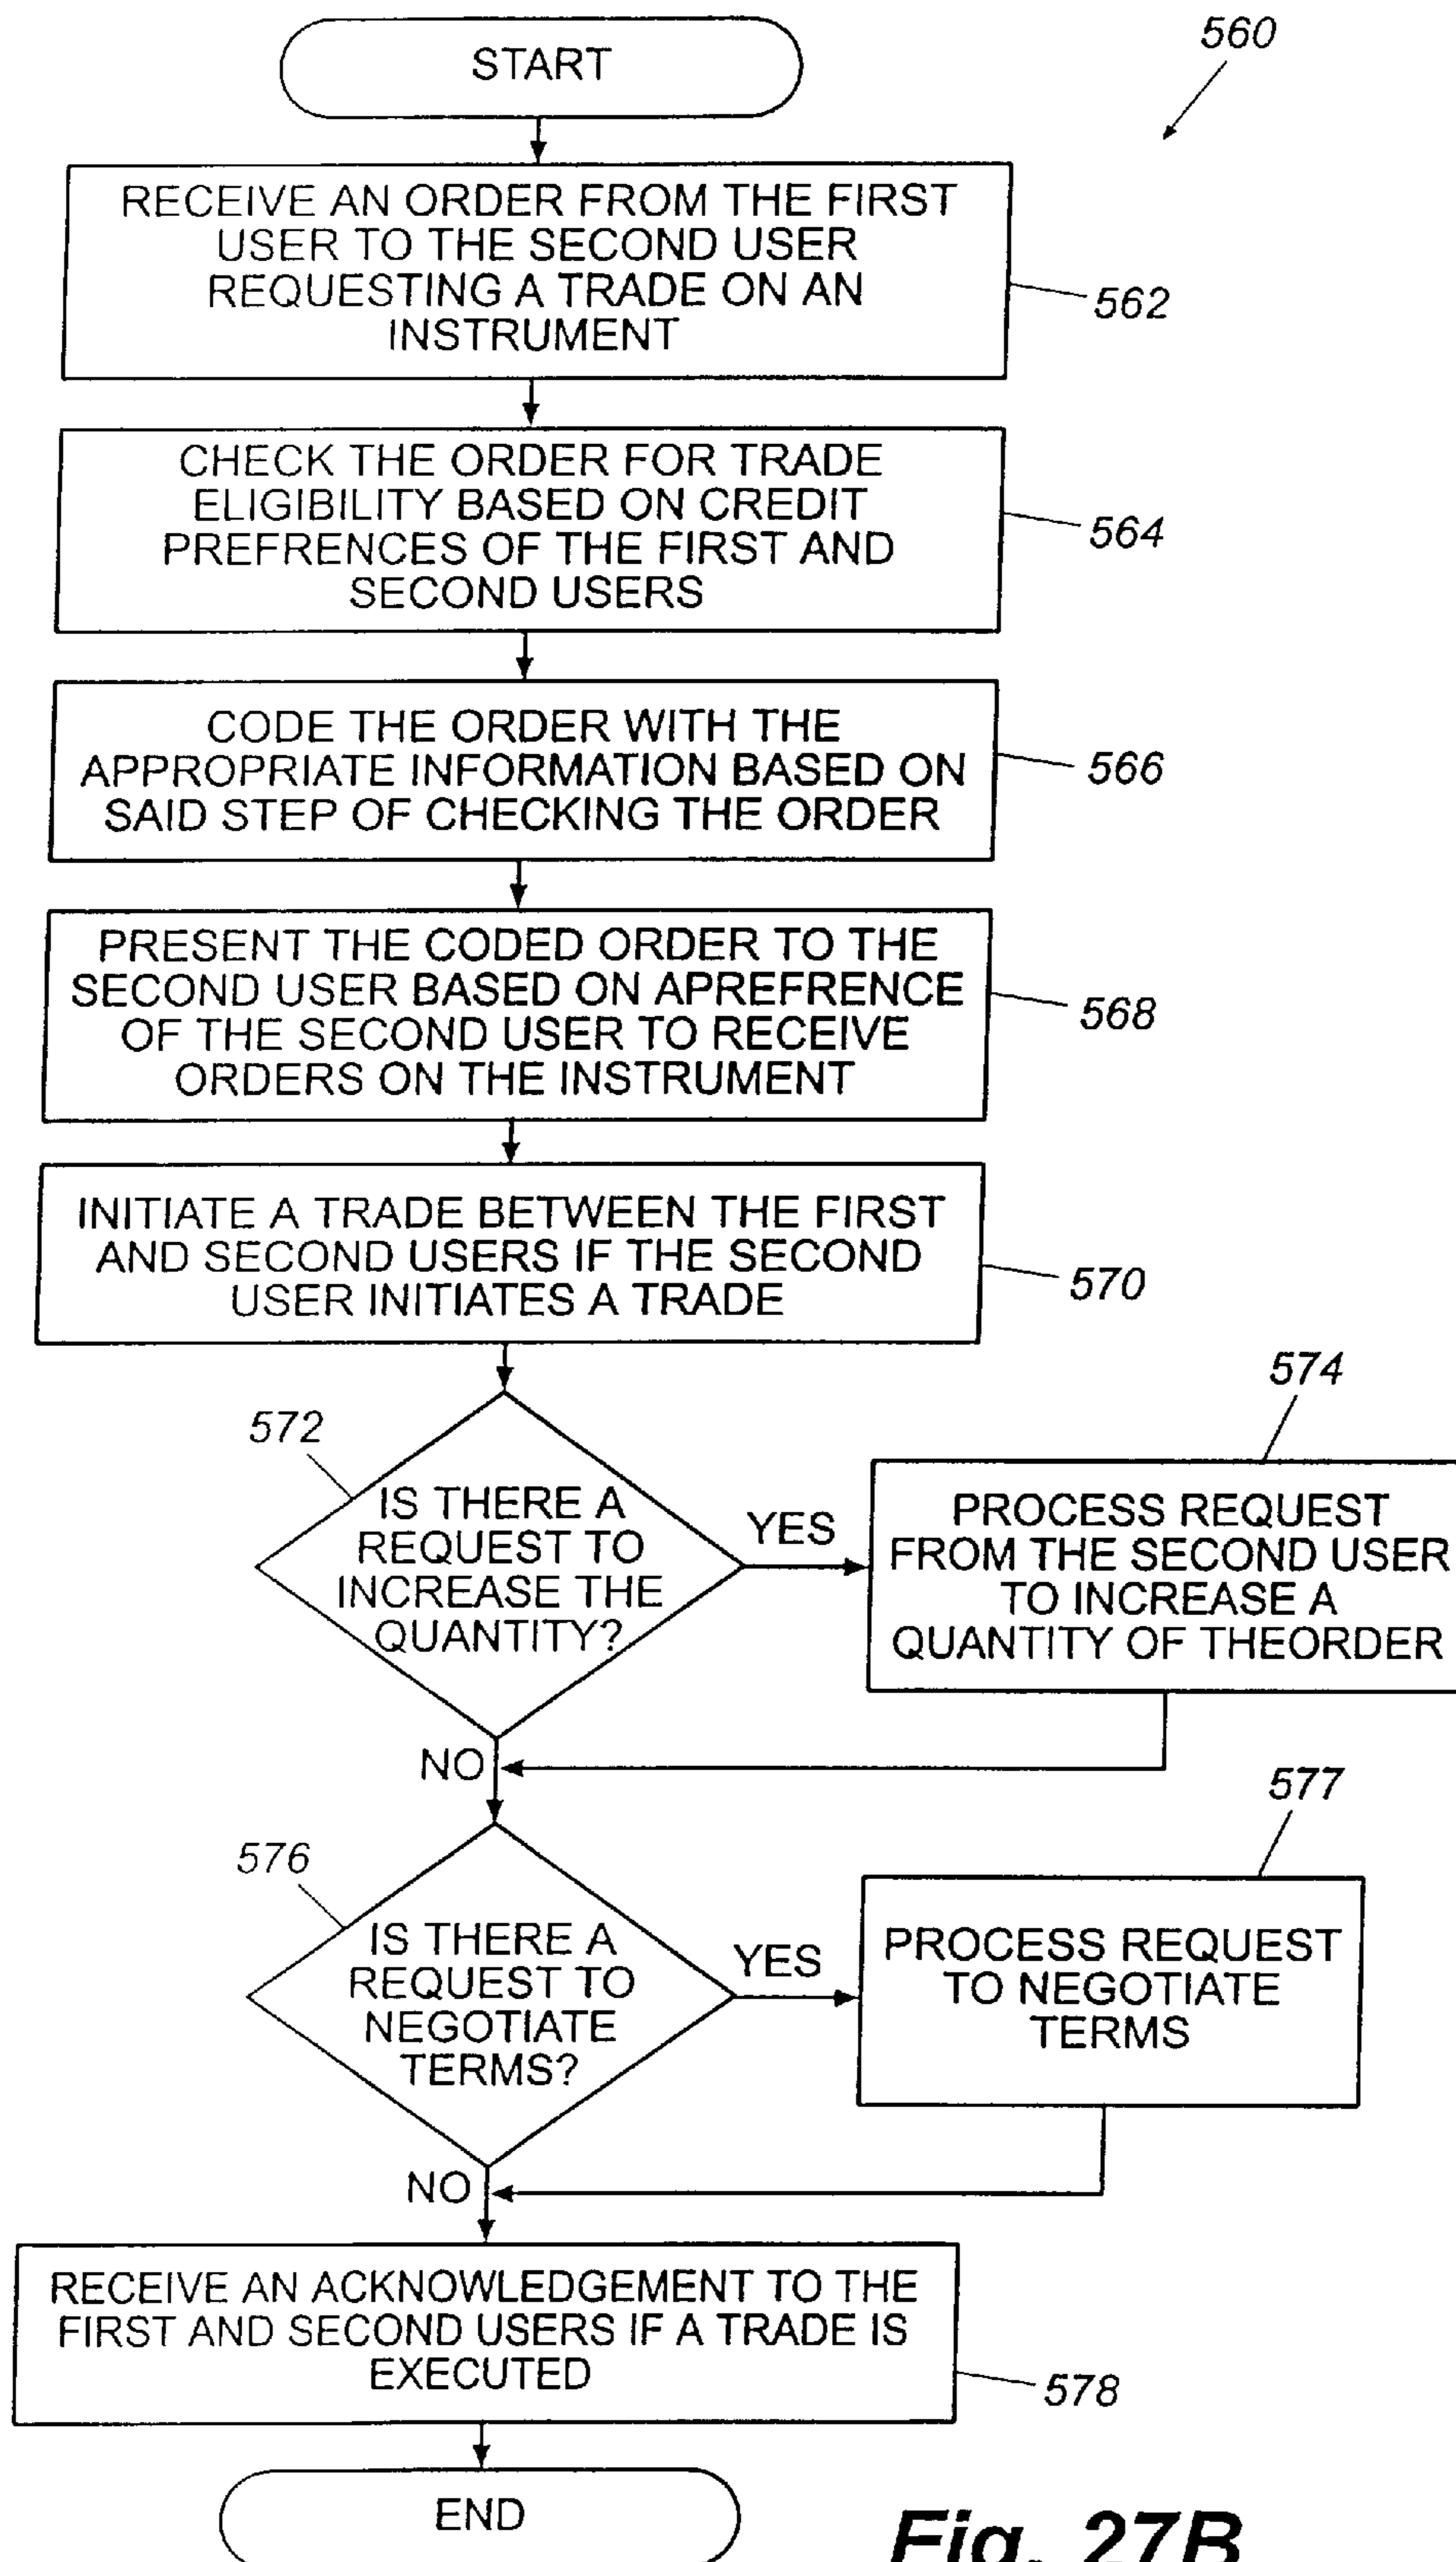 START
560
RECEIVE AN ORDER FROM THE FIRST
USER TO THE SECOND USER
REQUESTING A TRADE ON AN
INSTRUMENT
562
CHECK THE ORDER FOR TRADE
ELIGIBILITY BASED ON CREDIT
PREFRENCES OF THE FIRST AND
SECOND USERS
564
CODE THE ORDER WITH THE
APPROPRIATE INFORMATION BASED ON
SAID STEP OF CHECKING THE ORDER
566
PRESENT THE CODED ORDER TO THE
SECOND USER BASED ON APREFRENCE
OF THE SECOND USER TO RECEIVE
ORDERS ON THE INSTRUMENT
568
INITIATE A TRADE BETWEEN THE FIRST
AND SECOND USERS IF THE SECOND
USER INITIATES A TRADE
570
572
IS THERE A
REQUEST TO
INCREASE THE
QUANTITY?
YES
574
PROCESS REQUEST
FROM THE SECOND USER
TO INCREASE A
QUANTITY OF THEORDER
NO
576
IS THERE A
REQUEST TO
NEGOTIATE
TERMS?
YES
577
PROCESS REQUEST
TO NEGOTIATE
TERMS
NO
RECEIVE AN ACKNOWLEDGEMENT TO THE
FIRST AND SECOND USERS IF A TRADE IS
EXECUTED
578
END
Fig. 27B